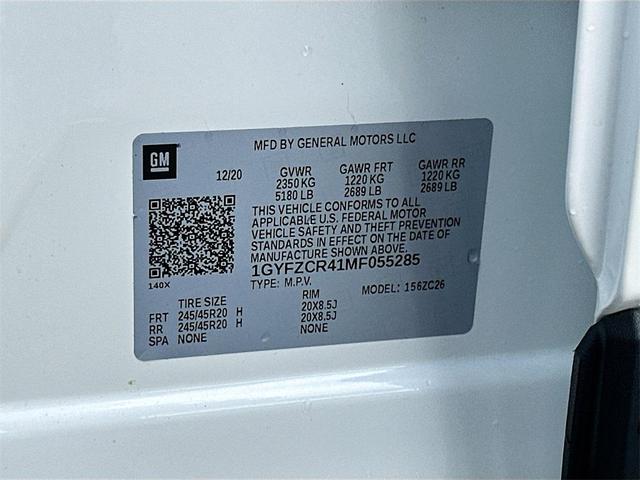 MFD BY GENERAL MOTORS LLC
GM
12/20 GVWR GAWR FRT GAWR RR
2350 KG 1220 KG 1220 KG
5180 LB 2689 LB 2689 LB
THIS VEHICLE CONFORMS TO ALL
APPLICABLE U.S. FEDERAL MOTOR
VEHICLE SAFETY AND THEFT PREVENTION
STANDARDS IN EFFECT ON THE DATE OF
MANUFACTURE SHOWN ABOVE.
1GYFZCR41MF055285
140X TYPE: M.P.V. MODEL: 156ZC26
TIRE SIZE RIM
FRT 245/45R20 H 20X8.5J
RR 245/45R20 H 20X8.5J
SPA NONE NONE